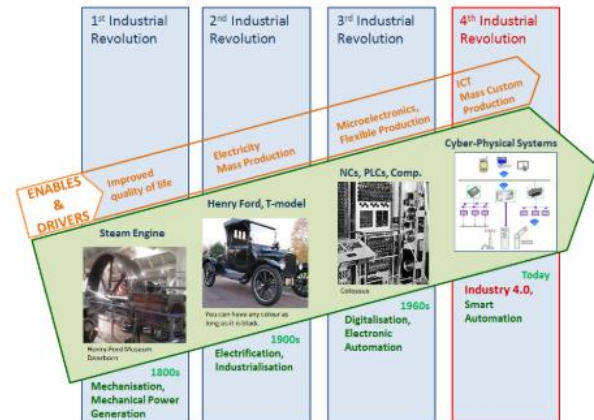 1st Industrial
Revolution
2nd Industrial
Revolution
3rd Industrial
Revolution
4th Industrial
Revolution
ENABLES
&
DRIVERS
Improved
quality of life
Electricity
Mass Production
Microelectronics,
Flexible Production
ICT
Mass Custom
Production
Steam Engine
Henry Ford Museum
Dearborn
1800s
Mechanisation,
Mechanical Power
Generation
Henry Ford, T-model
You can have any colour as
long as it is black.
1900s
Electrification,
Industrialisation
NCs, PLCs, Comp.
Colossus
1960s
Digitalisation,
Electronic
Automation
Cyber-Physical Systems
Today
Industry 4.0,
Smart
Automation